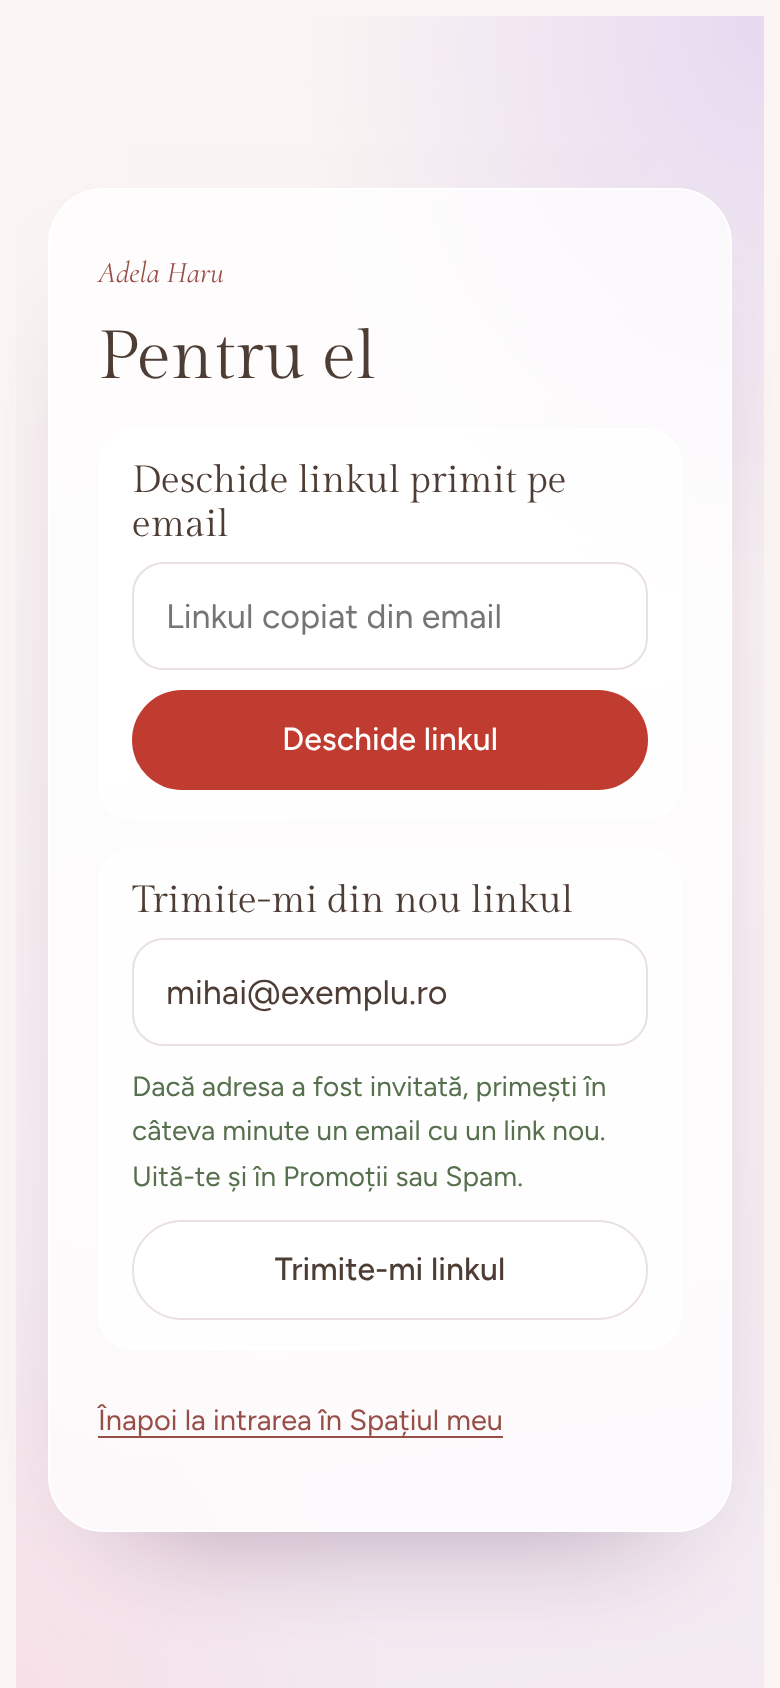 Adela Haru
Pentru el
Deschide linkul primit pe
email
Linkul copiat din email
Deschide linkul
Trimite-mi din nou linkul
mihai@exemplu.ro
Dacă adresa a fost invitată, primești în
câteva minute un email cu un link nou.
Uită-te și în Promoții sau Spam.
Trimite-mi linkul
Înapoi la intrarea în Spațiul meu